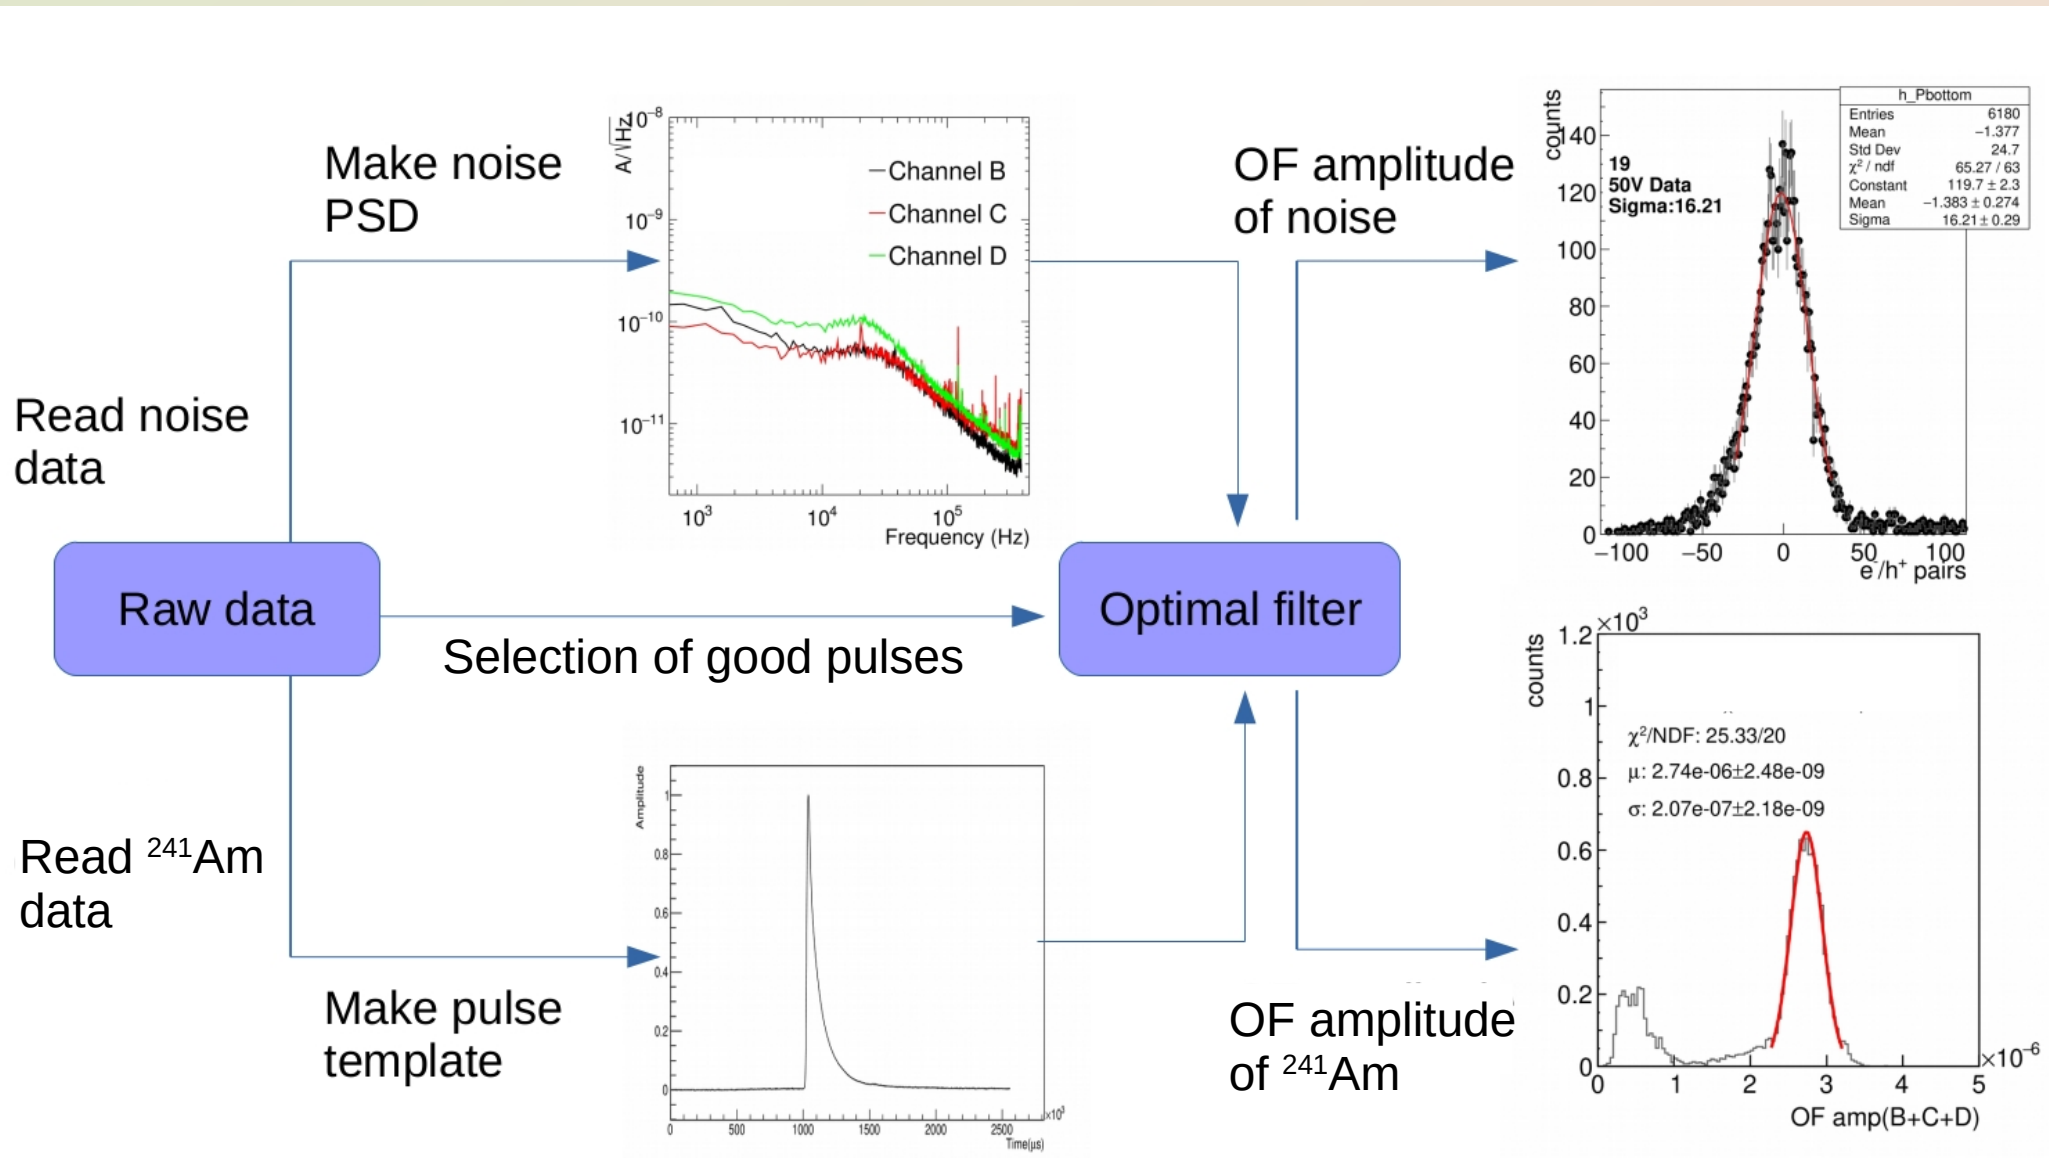 Make noise
PSD
Read noise
data
Raw data
Selection of good pulses
Read ²⁴¹Am
data
Make pulse
template
Optimal filter
OF amplitude
of noise
OF amplitude
of ²⁴¹Am
A/√Hz
10⁻⁸
10⁻⁹
10⁻¹⁰
10⁻¹¹
Channel B
Channel C
Channel D
10³ 10⁴ 10⁵
Frequency (Hz)
Amplitude
1
0.8
0.6
0.4
0.2
0
0 500 1000 1500 2000 2500
×10³
Time(μs)
counts
140
120
100
80
60
40
20
0
19
50V Data
Sigma:16.21
h_Pbottom
Entries 6180
Mean −1.377
Std Dev 24.7
χ² / ndf 65.27 / 63
Constant 119.7 ± 2.3
Mean −1.383 ± 0.274
Sigma 16.21 ± 0.29
−100 −50 0 50 100
e⁻/h⁺ pairs
×10³
counts
1.2
1
0.8
0.6
0.4
0.2
0
χ²/NDF: 25.33/20
μ: 2.74e-06±2.48e-09
σ: 2.07e-07±2.18e-09
0 1 2 3 4 5
×10⁻⁶
OF amp(B+C+D)